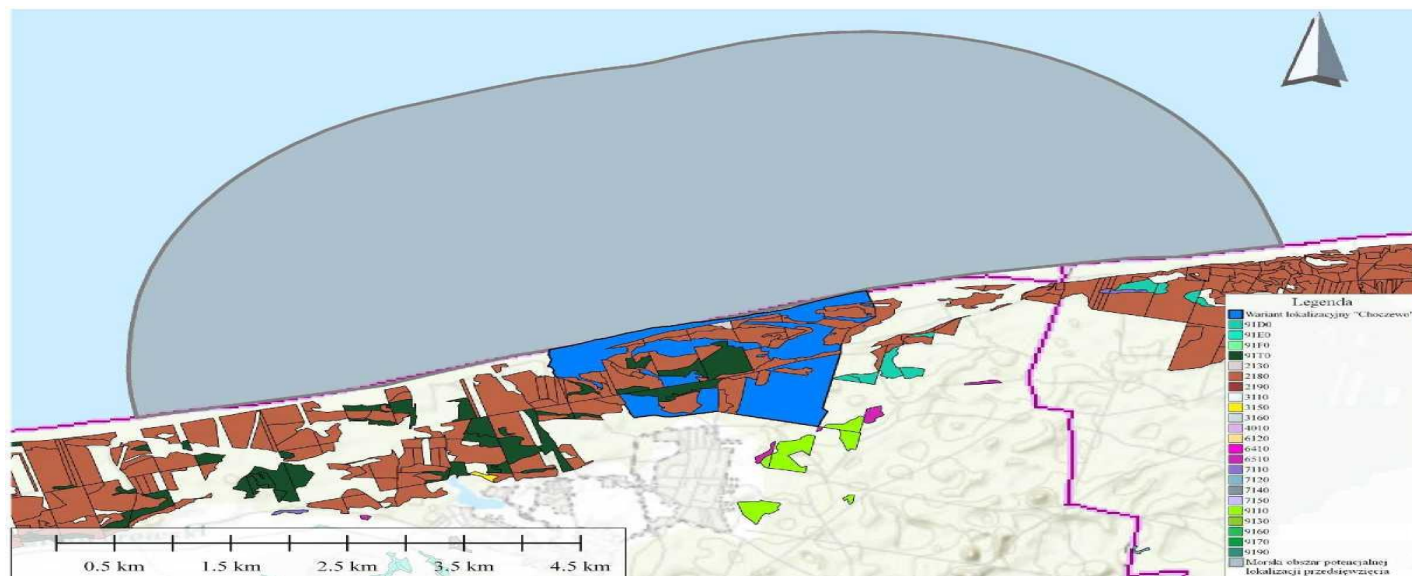 Legenda
Wariant lokalizacyjny "Choczewo"
91D0
91E0
91F0
91T0
2130
2180
2190
3110
3150
3160
4010
6120
6410
6510
7110
7120
7140
7150
9110
9130
9160
9170
9190
Morski obszar potencjalnej
lokalizacji przedsięwzięcia
0.5 km 1.5 km 2.5 km 3.5 km 4.5 km